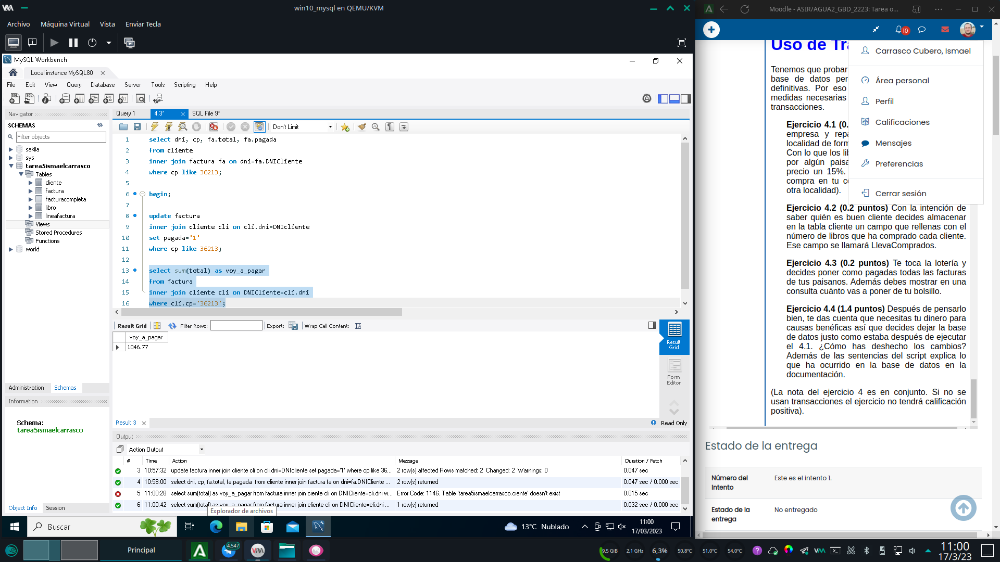 win10_mysql en QEMU/KVM
Archivo Máquina Virtual Vista Enviar Tecla
MySQL Workbench
Local instance MySQL80
File Edit View Query Database Server Tools Scripting Help
Navigator
SCHEMAS
Filter objects
sakila
sys
tarea5ismaelcarrasco
Tables
cliente
factura
facturacompleta
libro
lineafactura
Views
Stored Procedures
Functions
world
Administration Schemas
Information
Schema:
tarea5ismaelcarrasco
Object Info Session
Query 1 4.3* SQL File 9*
Don't Limit
1 select dni, cp, fa.total, fa.pagada
2 from cliente
3 inner join factura fa on dni=fa.DNICliente
4 where cp like 36213;
5
6 begin;
7
8 update factura
9 inner join cliente cli on cli.dni=DNIcliente
10 set pagada='1'
11 where cp like 36213;
12
13 select sum(total) as voy_a_pagar
14 from factura
15 inner join cliente cli on DNICliente=cli.dni
16 where cli.cp='36213';
Result Grid Filter Rows: Export: Wrap Cell Content:
voy_a_pagar
1046.77
Result Grid
Form Editor
Result 3 Read Only
Output
Action Output
# Time Action Message Duration / Fetch
3 10:57:32 update factura inner join cliente cli on cli.dni=DNIcliente set pagada='1' where cp like 36... 2 row(s) affected Rows matched: 2 Changed: 2 Warnings: 0 0.047 sec
4 10:58:00 select dni, cp, fa.total, fa.pagada from cliente inner join factura fa on dni=fa.DNICliente ... 2 row(s) returned 0.047 sec / 0.000 sec
5 11:00:28 select sum(total) as voy_a_pagar from factura inner join ciente cli on DNICliente=cli.dni w... Error Code: 1146. Table 'tarea5ismaelcarrasco.ciente' doesn't exist 0.015 sec
6 11:00:42 select sum(total) as voy_a_pagar from factura inner join cliente cli on DNICliente=cli.dni ... 1 row(s) returned 0.032 sec / 0.000 sec
Explorador de archivos
Buscar
13°C Nublado
11:00
17/03/2023
Moodle - ASIR/AGUA2_GBD_2223: Tarea o...
10
Carrasco Cubero, Ismael
Área personal
Perfil
Calificaciones
Mensajes
Preferencias
Cerrar sesión
Uso de Tra
Tenemos que probar
base de datos per
definitivas. Por eso
medidas necesarias
transacciones.
Ejercicio 4.1 (0.
empresa y repa
localidad de form
Con lo que los lib
por algún paisa
precio un 15%.
compra en tu c
otra localidad).
Ejercicio 4.2 (0.2 puntos) Con la intención de
saber quién es buen cliente decides almacenar
en la tabla cliente un campo que rellenas con el
número de libros que ha comprado cada cliente.
Ese campo se llamará LlevaComprados.
Ejercicio 4.3 (0.2 puntos) Te toca la lotería y
decides poner como pagadas todas las facturas
de tus paisanos. Además debes mostrar en una
consulta cuánto vas a poner de tu bolsillo.
Ejercicio 4.4 (1.4 puntos) Después de pensarlo
bien, te das cuenta que necesitas tu dinero para
causas benéficas así que decides dejar la base
de datos justo como estaba después de ejecutar
el 4.1. ¿Cómo has deshecho los cambios?
Además de las sentencias del script explica lo
que ha ocurrido en la base de datos en la
documentación.
(La nota del ejercicio 4 es en conjunto. Si no se
usan transacciones el ejercicio no tendrá calificación
positiva).
Estado de la entrega
Número del intento Este es el intento 1.
Estado de la entrega No entregado
Principal
4.547
9,5 GiB 2,1 GHz 6,3% 50,8°C 51,0°C 54,0°C
11:00
17/3/23